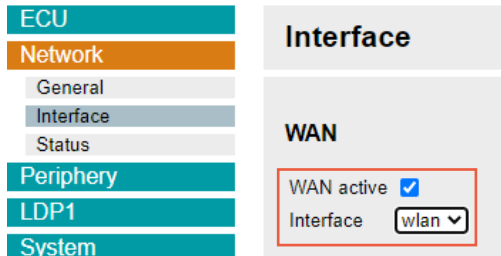 ECU
Network
General
Interface
Status
Periphery
LDP1
System
Interface
WAN
WAN active
Interface wlan